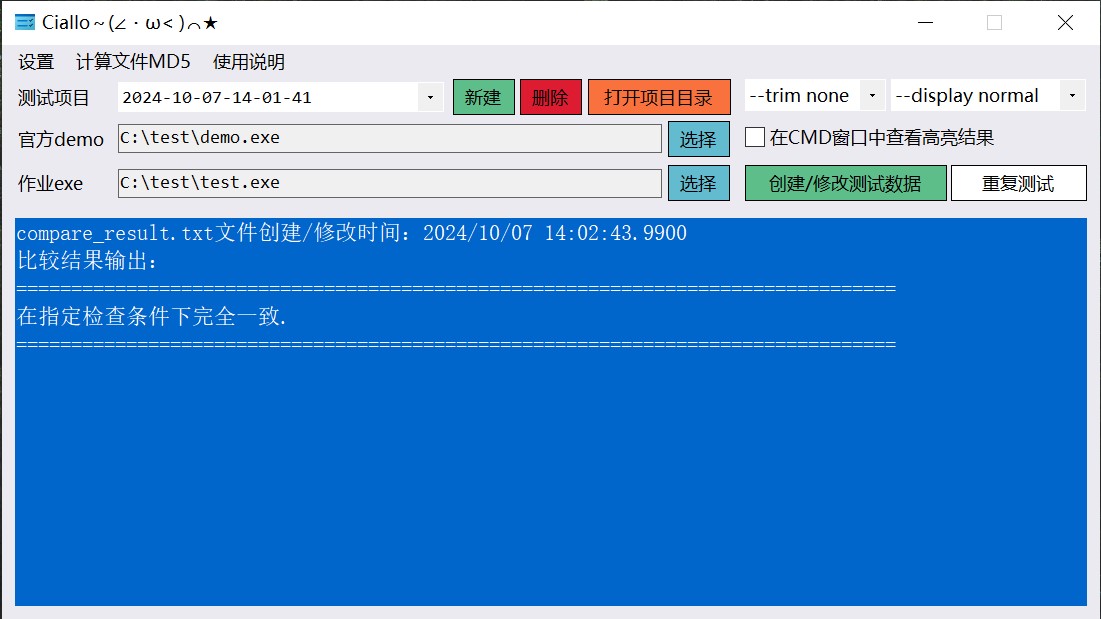 Ciallo～(∠・ω< )⌒★
设置 计算文件MD5 使用说明
测试项目 2024-10-07-14-01-41 新建 删除 打开项目目录 --trim none --display normal
官方demo C:\test\demo.exe 选择 在CMD窗口中查看高亮结果
作业exe C:\test\test.exe 选择 创建/修改测试数据 重复测试
compare_result.txt文件创建/修改时间: 2024/10/07 14:02:43.9900
比较结果输出:
================================================================================
在指定检查条件下完全一致.
================================================================================